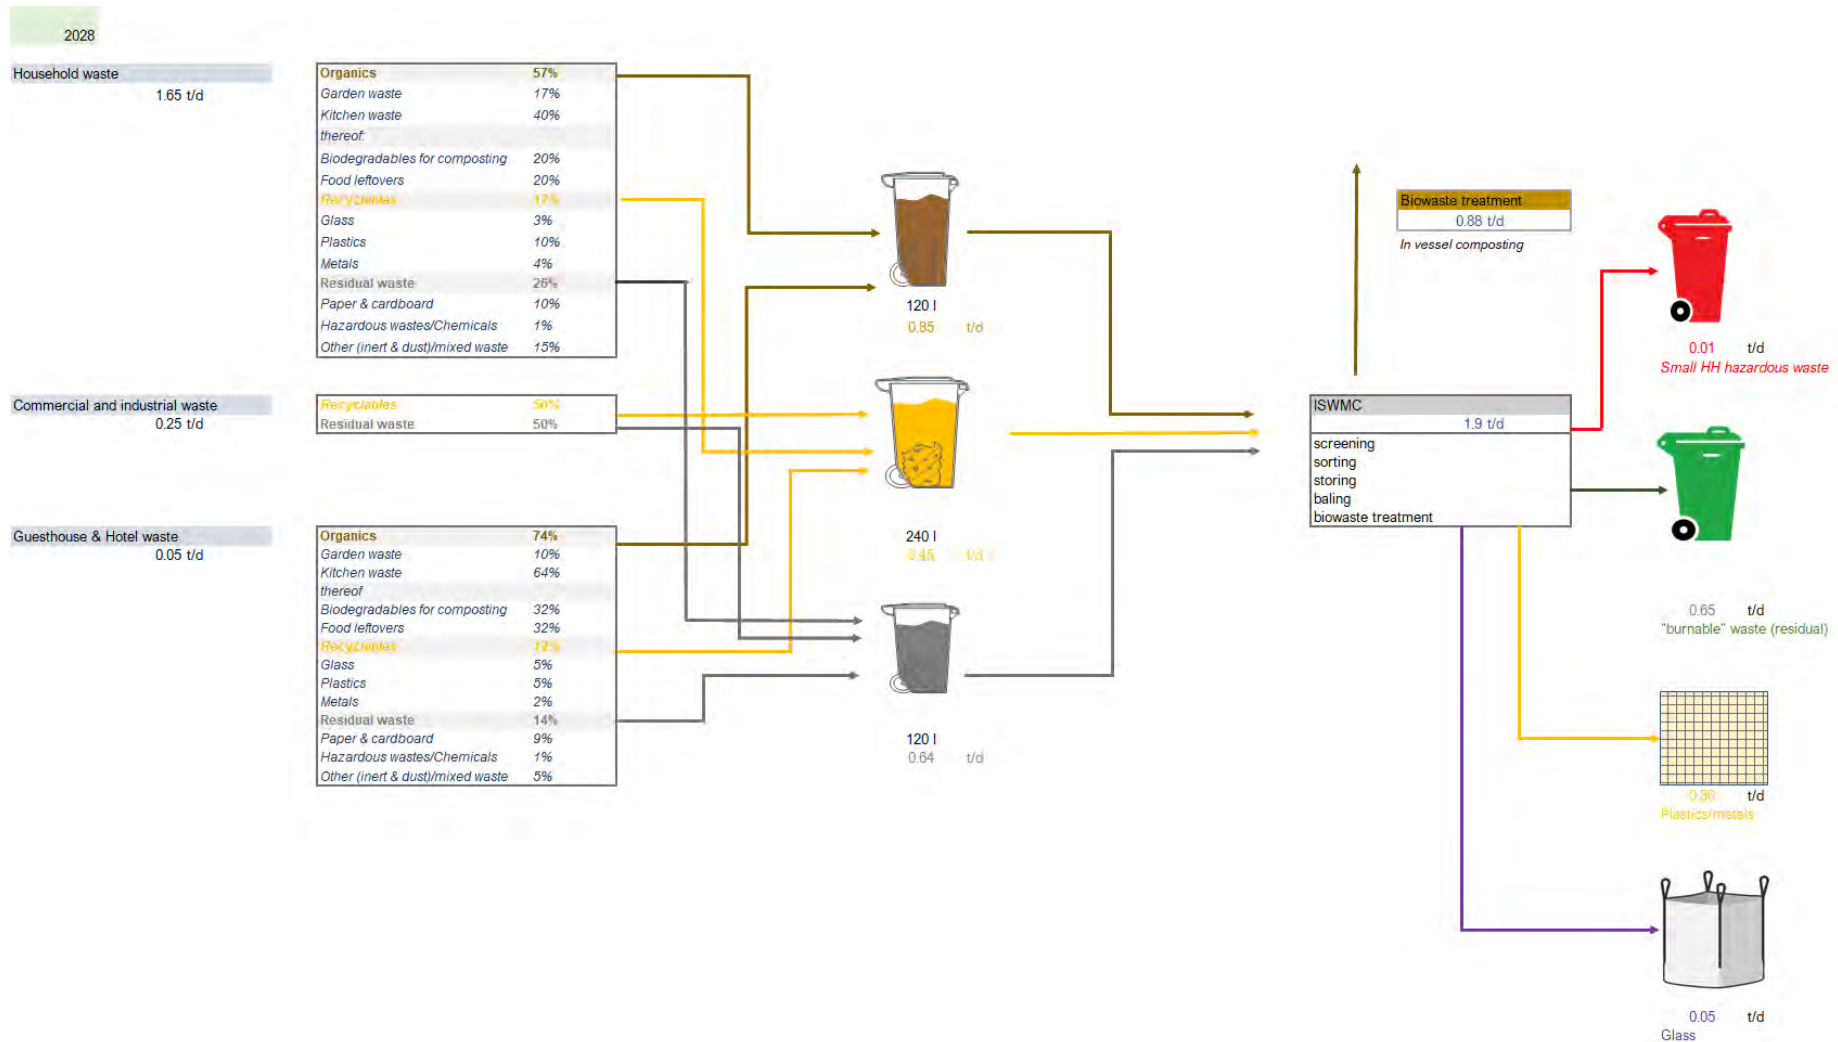 2028
Household waste
1.65 t/d
Organics 57%
Garden waste 17%
Kitchen waste 40%
thereof:
Biodegradables for composting 20%
Food leftovers 20%
Recyclables 17%
Glass 3%
Plastics 10%
Metals 4%
Residual waste 26%
Paper & cardboard 10%
Hazardous wastes/Chemicals 1%
Other (inert & dust)/mixed waste 15%
Commercial and industrial waste
0.25 t/d
Recyclables 50%
Residual waste 50%
Guesthouse & Hotel waste
0.05 t/d
Organics 74%
Garden waste 10%
Kitchen waste 64%
thereof
Biodegradables for composting 32%
Food leftovers 32%
Recyclables 12%
Glass 5%
Plastics 5%
Metals 2%
Residual waste 14%
Paper & cardboard 9%
Hazardous wastes/Chemicals 1%
Other (inert & dust)/mixed waste 5%
120 l
0.85 t/d
240 l
0.45 t/d
120 l
0.64 t/d
Biowaste treatment
0.88 t/d
In vessel composting
ISWMC
1.9 t/d
screening
sorting
storing
baling
biowaste treatment
0.01 t/d
Small HH hazardous waste
0.65 t/d
"burnable" waste (residual)
0.36 t/d
Plastics/metals
0.05 t/d
Glass